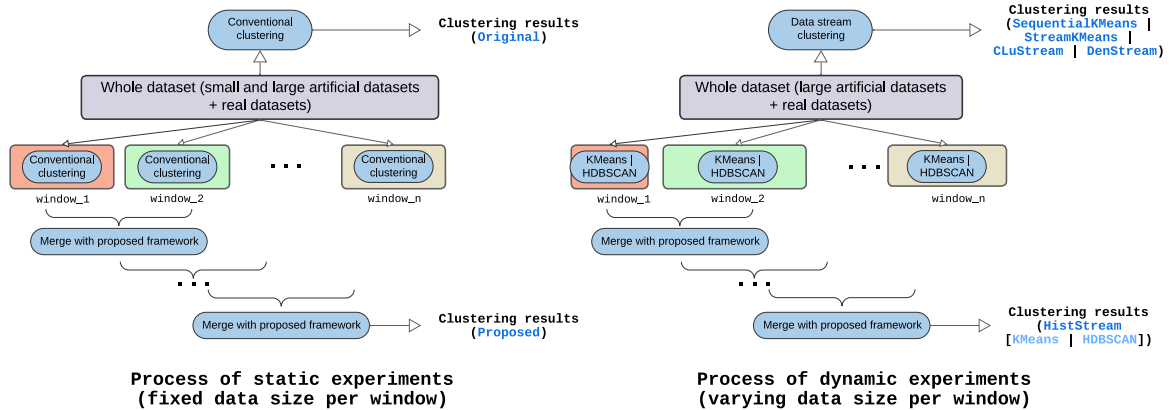 Conventional
clustering
Clustering results
(Original)
Whole dataset (small and large artificial datasets
+ real datasets)
Conventional
clustering
Conventional
clustering
...
Conventional
clustering
window_1
window_2
window_n
Merge with proposed framework
...
Merge with proposed framework
Clustering results
(Proposed)
Process of static experiments
(fixed data size per window)
Data stream
clustering
Clustering results
(SequentialKMeans |
StreamKMeans |
CLuStream | DenStream)
Whole dataset (large artificial datasets
+ real datasets)
KMeans |
HDBSCAN
KMeans |
HDBSCAN
...
KMeans |
HDBSCAN
window_1
window_2
window_n
Merge with proposed framework
...
Merge with proposed framework
Clustering results
(HistStream
[KMeans | HDBSCAN])
Process of dynamic experiments
(varying data size per window)